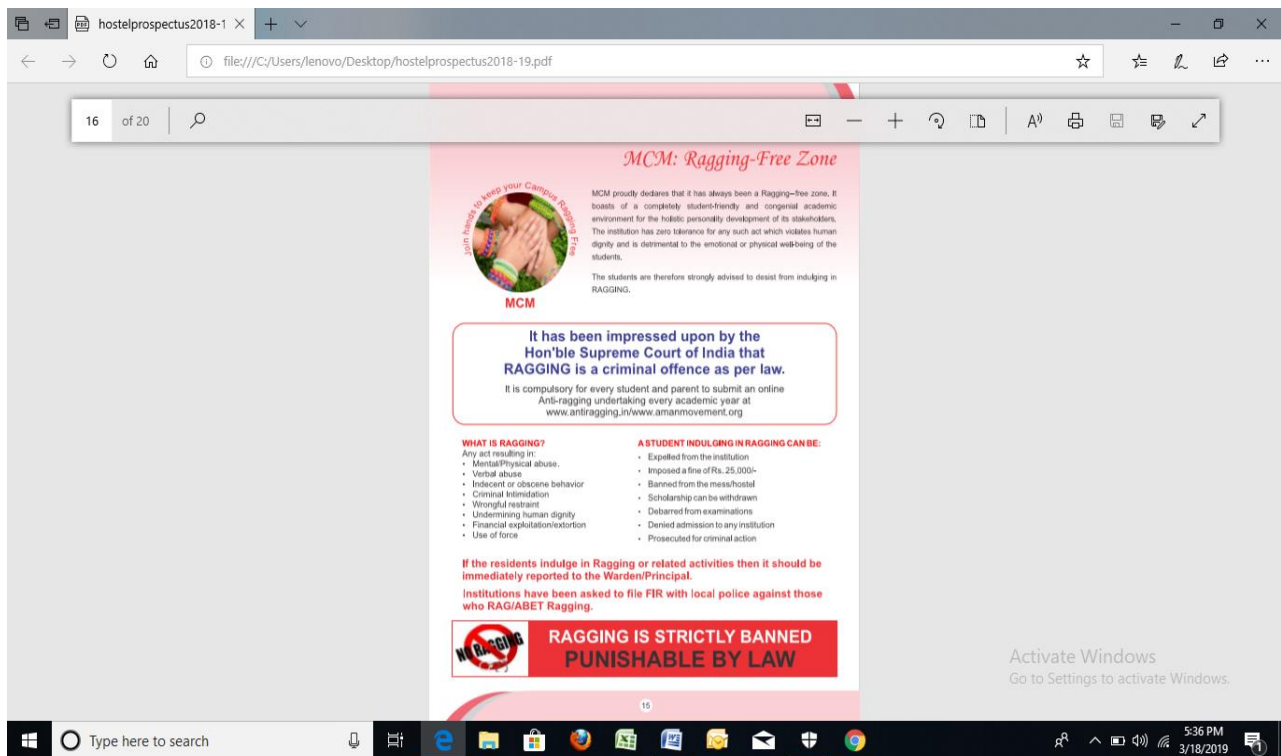 hostelprospectus2018-1
file:///C:/Users/lenovo/Desktop/hostelprospectus2018-19.pdf
16 of 20
MCM: Ragging-Free Zone
Join hands to keep your Campus Ragging Free
MCM
MCM proudly declares that it has always been a Ragging–free zone. It
boasts of a completely student-friendly and congenial academic
environment for the holistic personality development of its stakeholders.
The institution has zero tolerance for any such act which violates human
dignity and is detrimental to the emotional or physical well-being of the
students.
The students are therefore strongly advised to desist from indulging in
RAGGING.
It has been impressed upon by the
Hon'ble Supreme Court of India that
RAGGING is a criminal offence as per law.
It is compulsory for every student and parent to submit an online
Anti-ragging undertaking every academic year at
www.antiragging.in/www.amanmovement.org
WHAT IS RAGGING?
Any act resulting in:
• Mental/Physical abuse.
• Verbal abuse
• Indecent or obscene behavior
• Criminal Intimidation
• Wrongful restraint
• Undermining human dignity
• Financial exploitation/extortion
• Use of force
A STUDENT INDULGING IN RAGGING CAN BE:
• Expelled from the institution
• Imposed a fine of Rs. 25,000/-
• Banned from the mess/hostel
• Scholarship can be withdrawn
• Debarred from examinations
• Denied admission to any institution
• Prosecuted for criminal action
If the residents indulge in Ragging or related activities then it should be
immediately reported to the Warden/Principal.
Institutions have been asked to file FIR with local police against those
who RAG/ABET Ragging.
NO RAGGING
RAGGING IS STRICTLY BANNED
PUNISHABLE BY LAW
15
Activate Windows
Go to Settings to activate Windows.
Type here to search
5:36 PM
3/18/2019